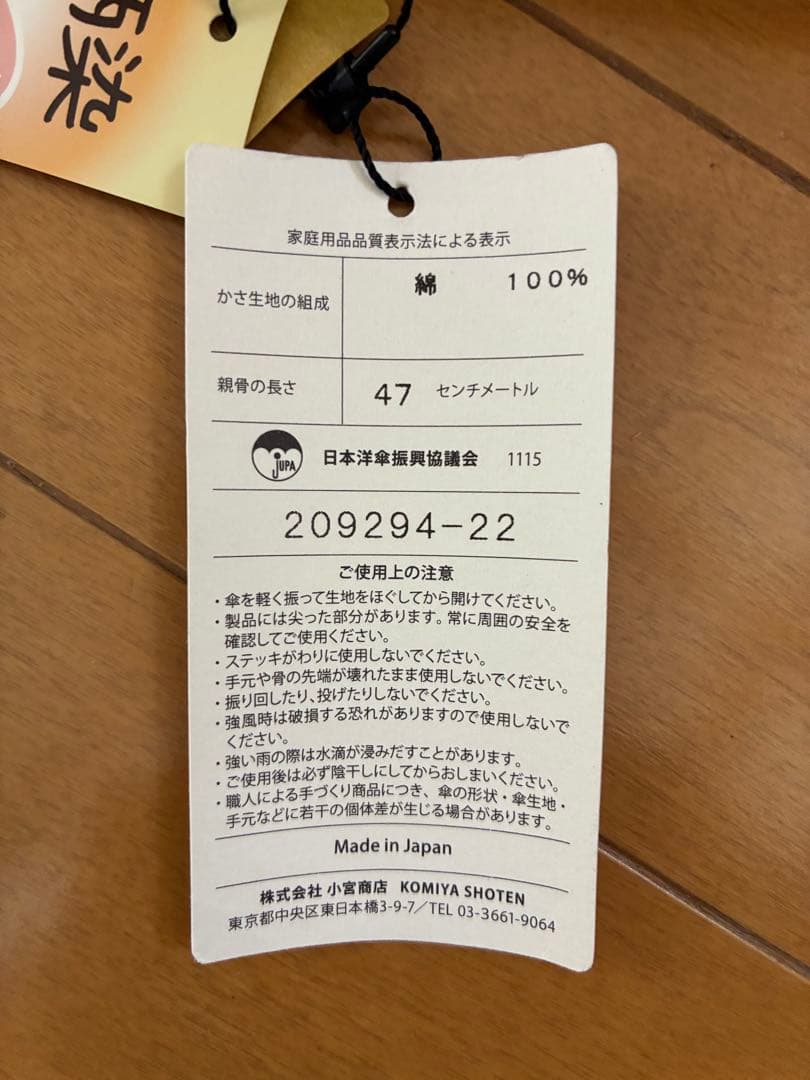 染
家庭用品品質表示法による表示
かさ生地の組成 綿 100%
親骨の長さ 47 センチメートル
JUPA 日本洋傘振興協議会 1115
209294-22
ご使用上の注意
・傘を軽く振って生地をほぐしてから開けてください。
・製品には尖った部分があります。常に周囲の安全を
確認してご使用ください。
・ステッキがわりに使用しないでください。
・手元や骨の先端が壊れたまま使用しないでください。
・振り回したり、投げたりしないでください。
・強風時は破損する恐れがありますので使用しないで
ください。
・強い雨の際は水滴が浸みだすことがあります。
・ご使用後は必ず陰干しにしてからおしまいください。
・職人による手づくり商品につき、傘の形状・傘生地・
手元などに若干の個体差が生じる場合があります。
Made in Japan
株式会社 小宮商店 KOMIYA SHOTEN
東京都中央区東日本橋3-9-7／TEL 03-3661-9064